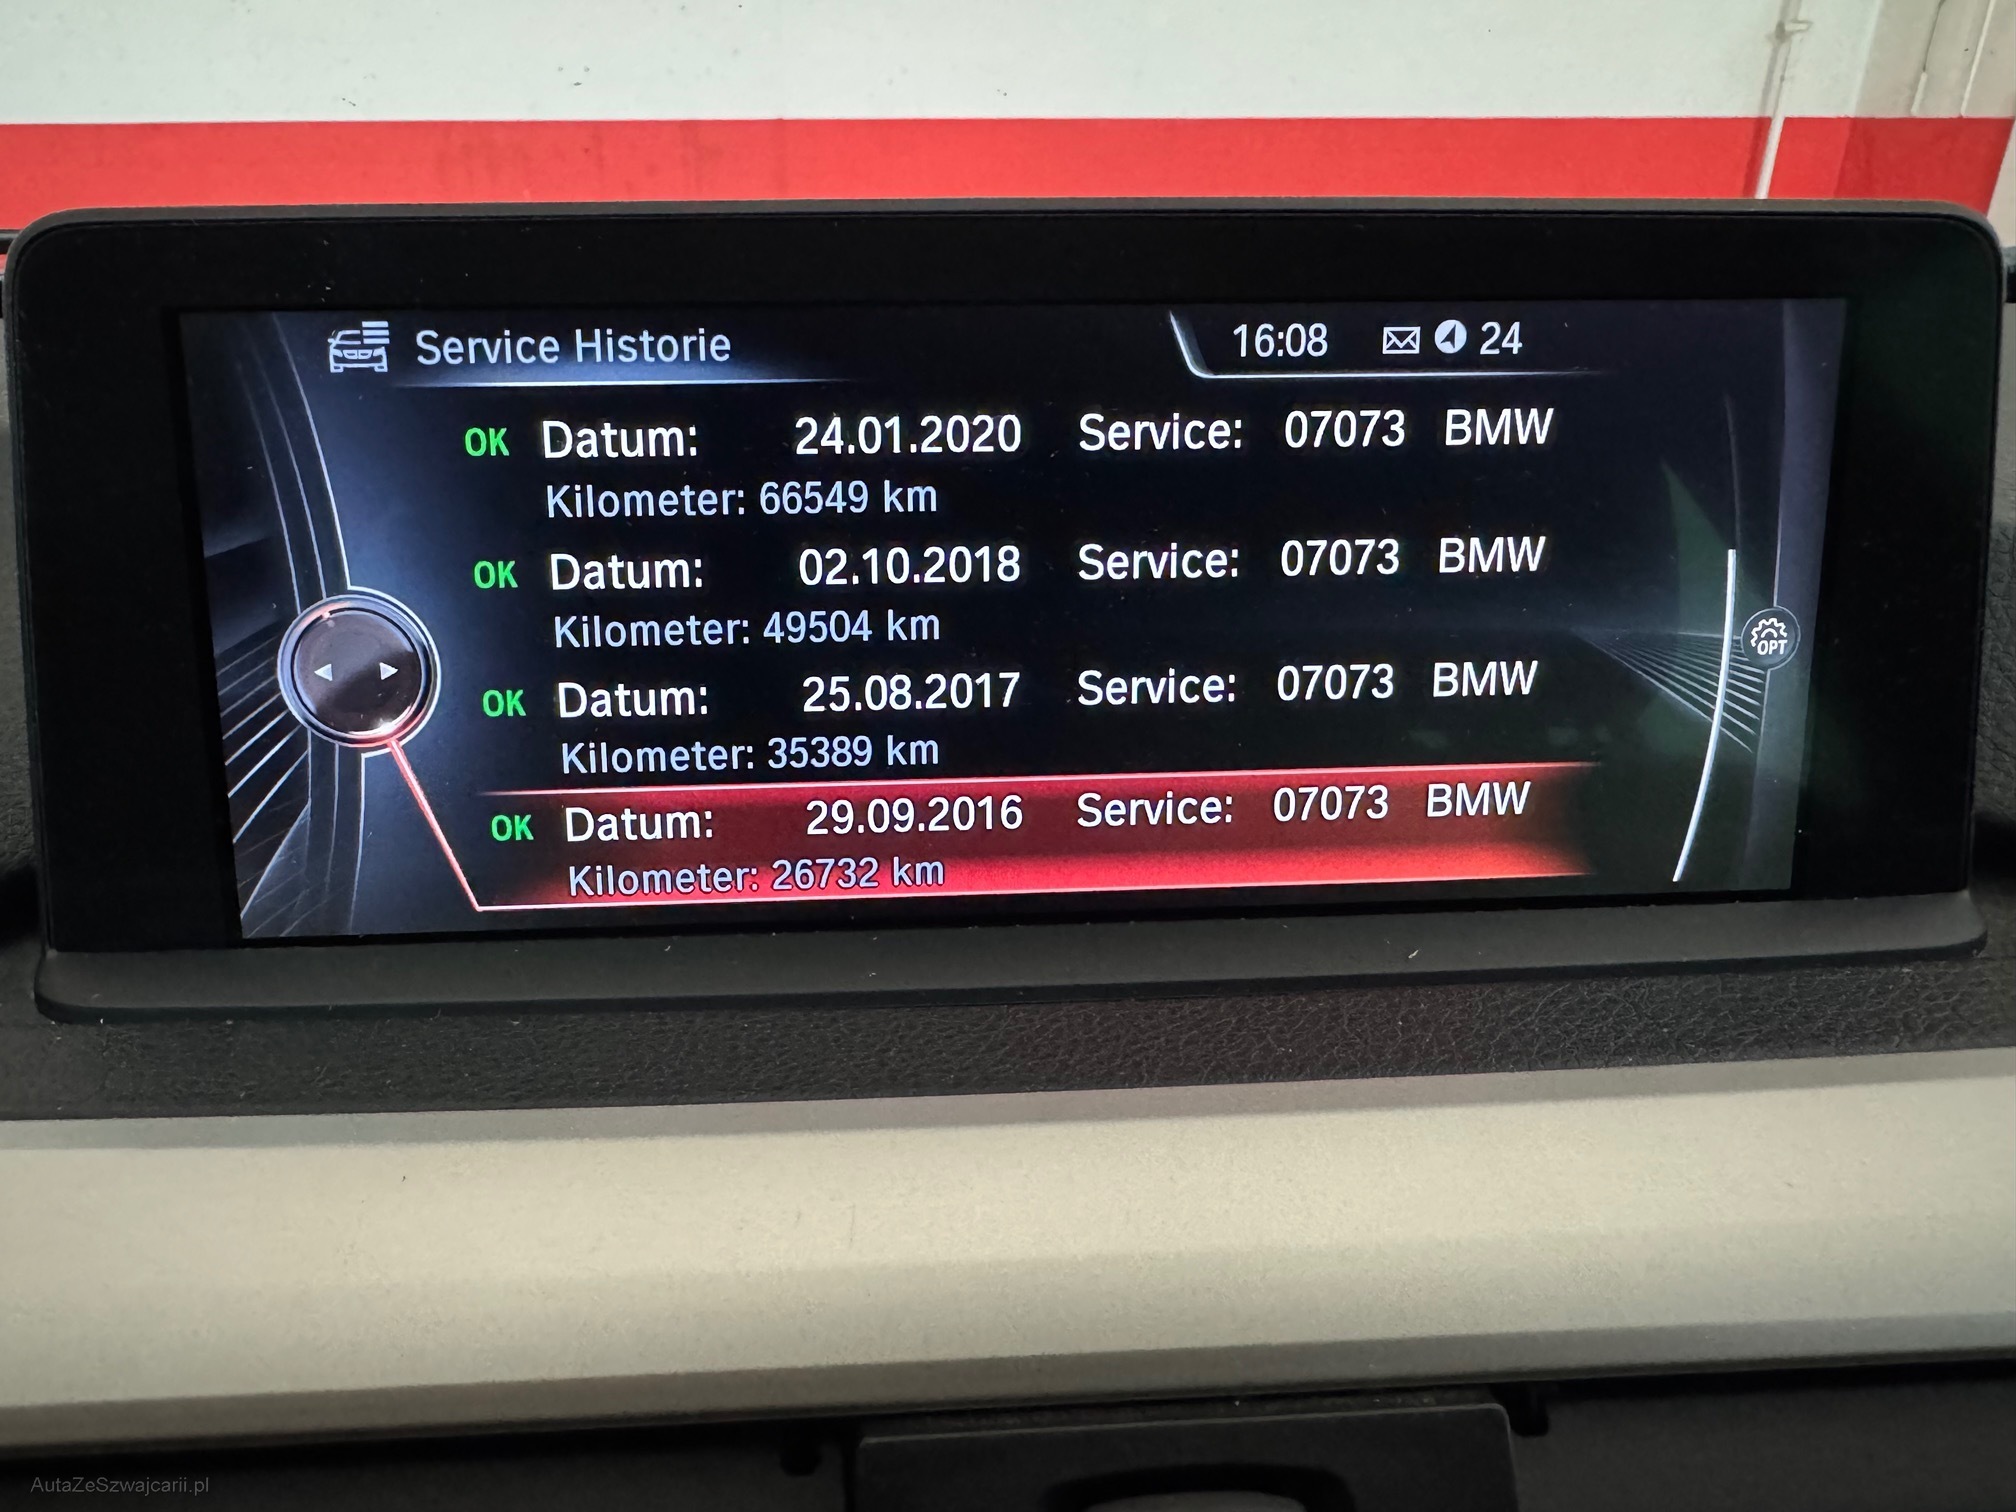 Service Historie 16:08 24
OK Datum: 24.01.2020 Service: 07073 BMW
Kilometer: 66549 km
OK Datum: 02.10.2018 Service: 07073 BMW
Kilometer: 49504 km
OK Datum: 25.08.2017 Service: 07073 BMW
Kilometer: 35389 km
OK Datum: 29.09.2016 Service: 07073 BMW
Kilometer: 26732 km
OPT
AutaZeSzwajcarii.pl